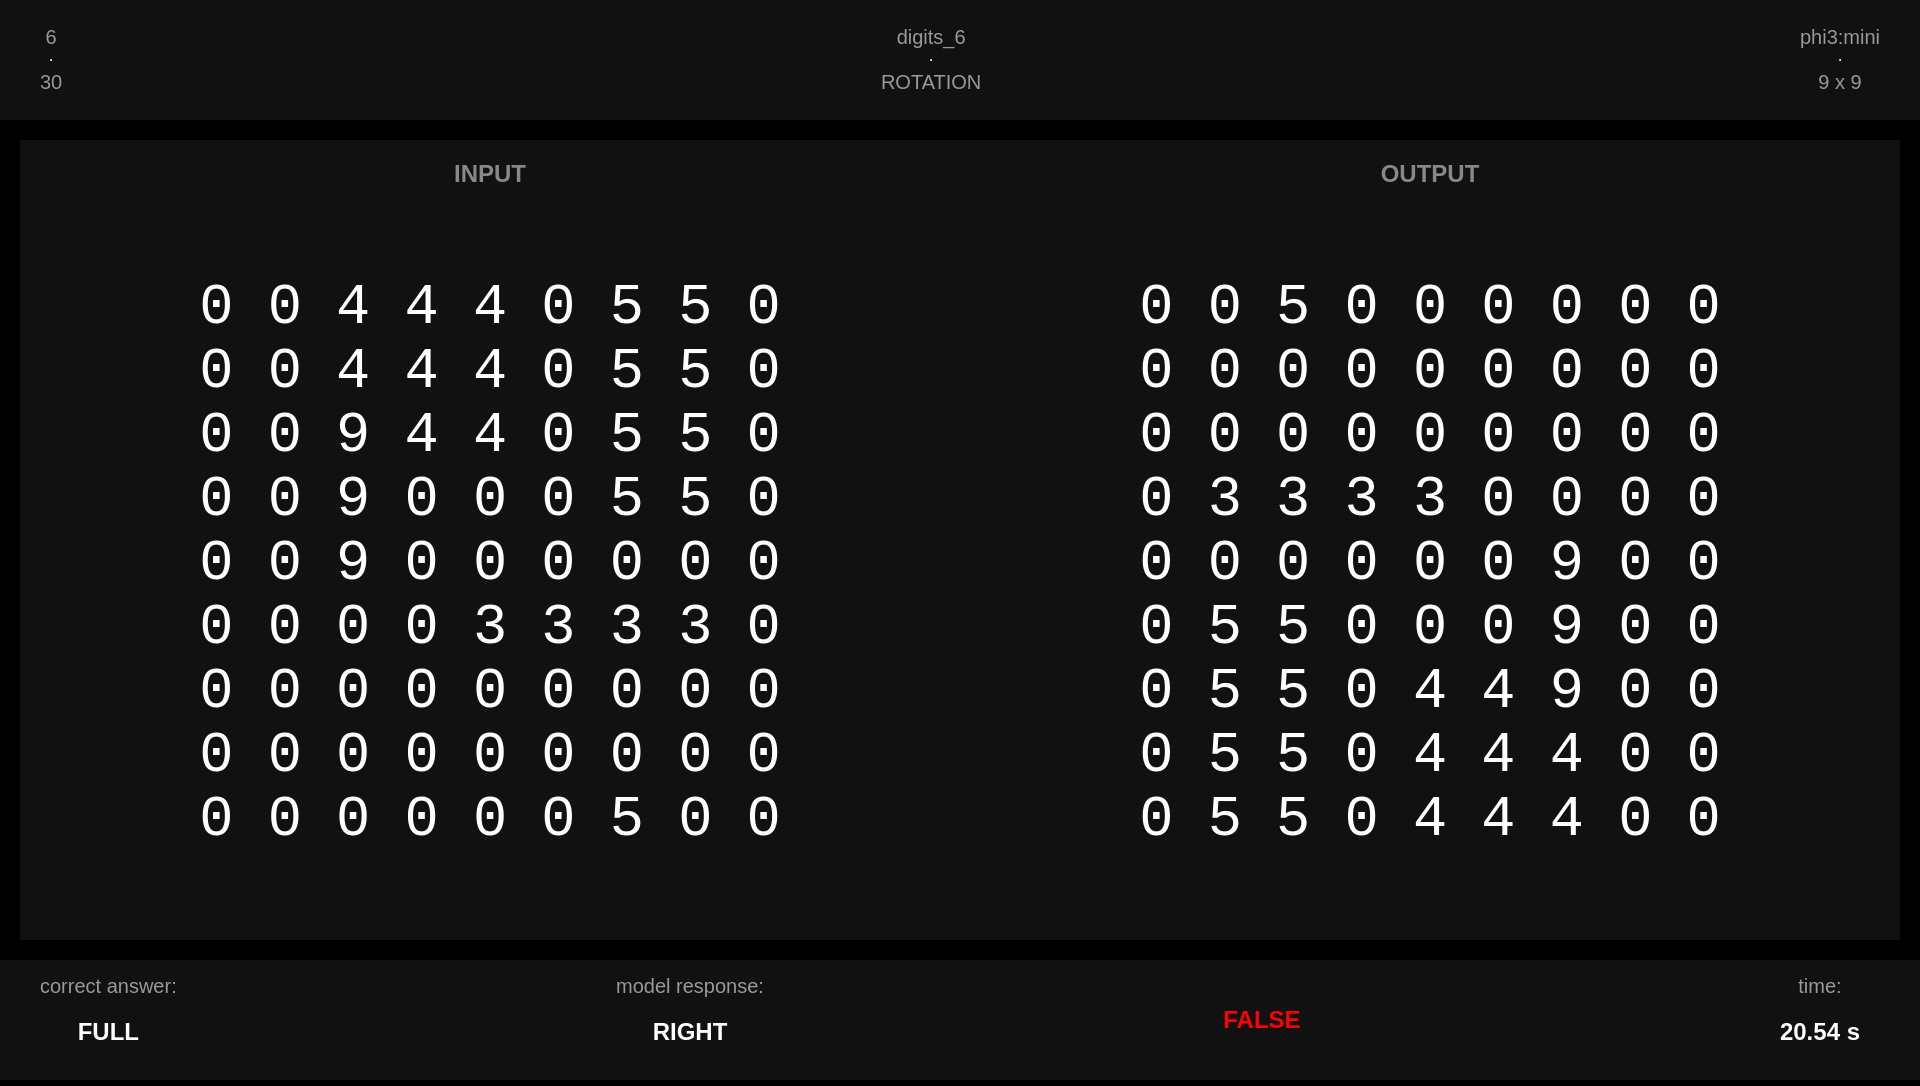 6
·
30
digits_6
·
ROTATION
phi3:mini
·
9 x 9
INPUT
0 0 4 4 4 0 5 5 0
0 0 4 4 4 0 5 5 0
0 0 9 4 4 0 5 5 0
0 0 9 0 0 0 5 5 0
0 0 9 0 0 0 0 0 0
0 0 0 0 3 3 3 3 0
0 0 0 0 0 0 0 0 0
0 0 0 0 0 0 0 0 0
0 0 0 0 0 0 5 0 0
OUTPUT
0 0 5 0 0 0 0 0 0
0 0 0 0 0 0 0 0 0
0 0 0 0 0 0 0 0 0
0 3 3 3 3 0 0 0 0
0 0 0 0 0 0 9 0 0
0 5 5 0 0 0 9 0 0
0 5 5 0 4 4 9 0 0
0 5 5 0 4 4 4 0 0
0 5 5 0 4 4 4 0 0
correct answer:
FULL
model response:
RIGHT
FALSE
time:
20.54 s